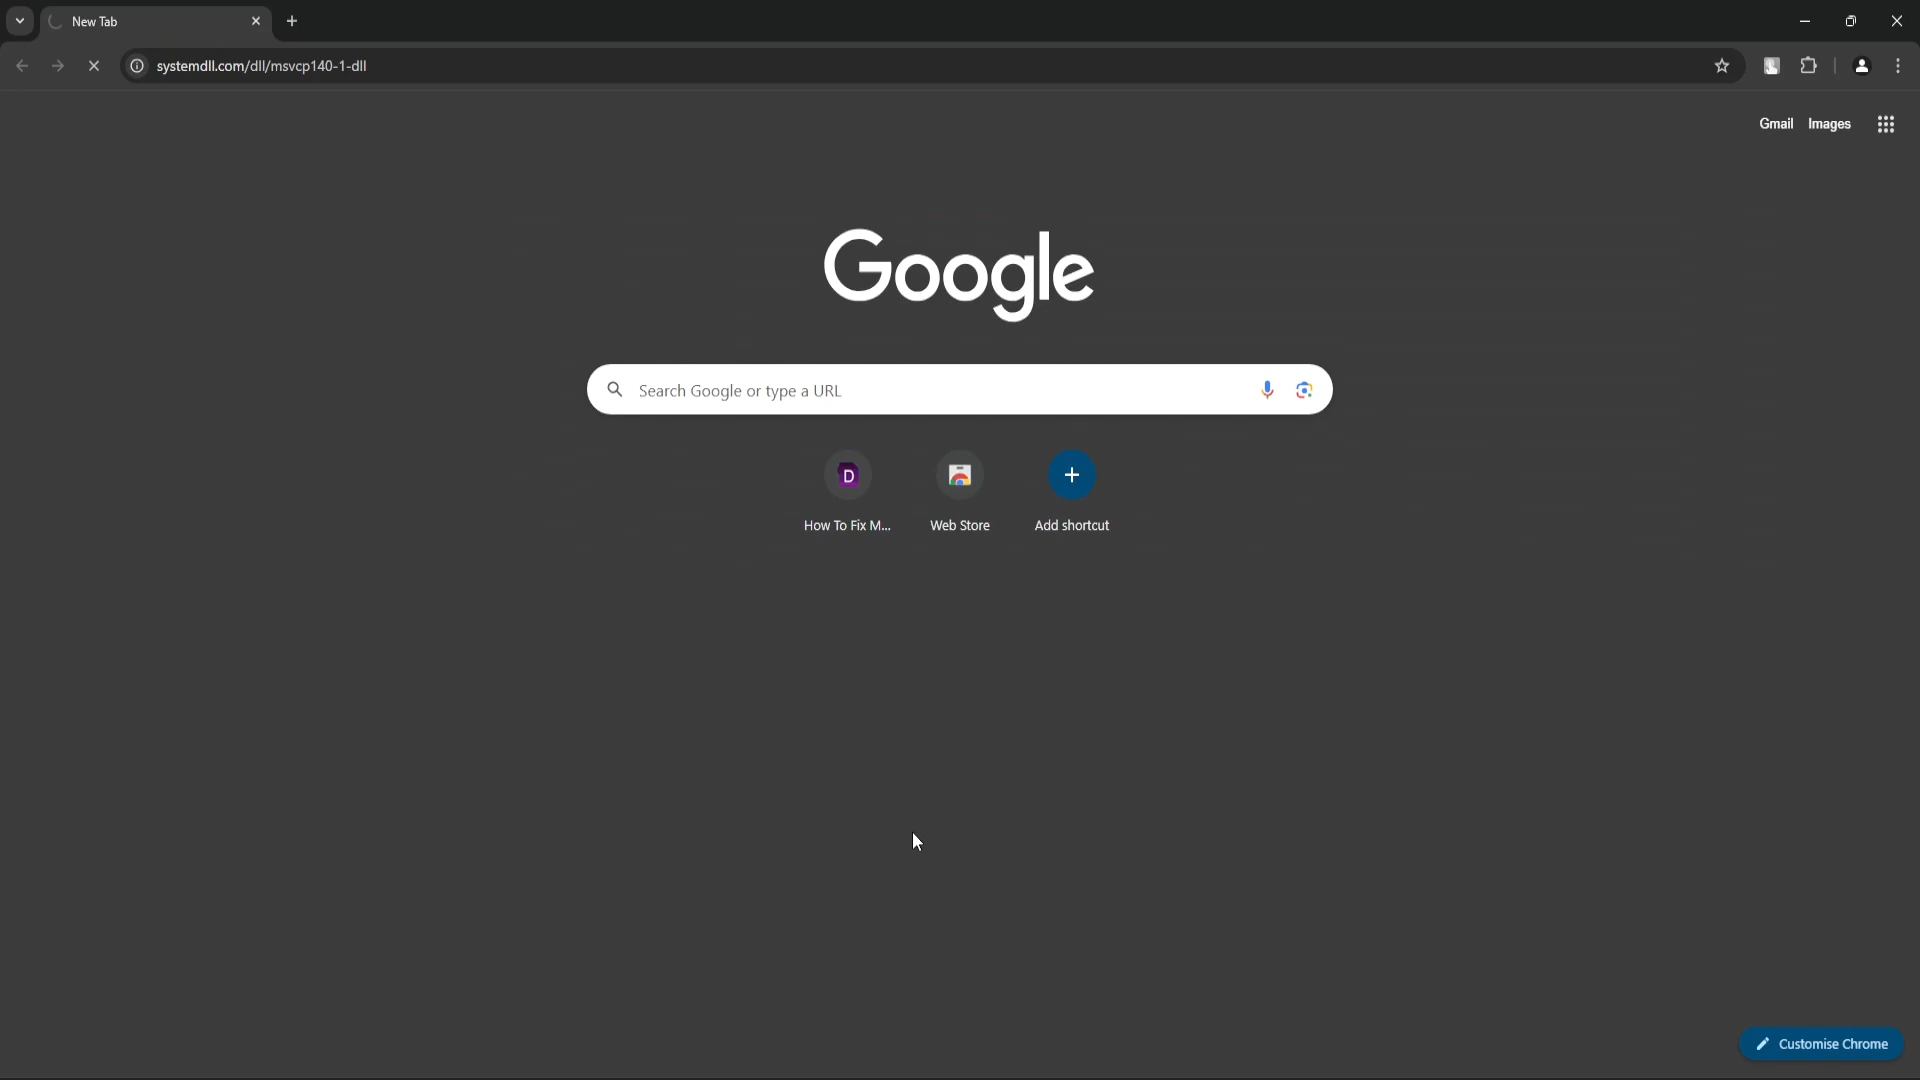 New Tab
systemdll.com/dll/msvcp140-1-dll
Gmail Images
Google
Search Google or type a URL
D
How To Fix M... Web Store Add shortcut
Customise Chrome